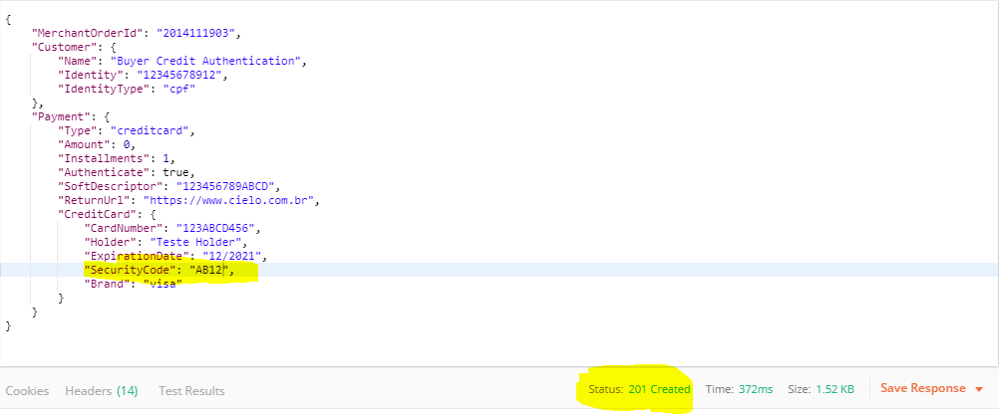 {
"MerchantOrderId": "2014111903",
"Customer": {
"Name": "Buyer Credit Authentication",
"Identity": "12345678912",
"IdentityType": "cpf"
},
"Payment": {
"Type": "creditcard",
"Amount": 0,
"Installments": 1,
"Authenticate": true,
"SoftDescriptor": "123456789ABCD",
"ReturnUrl": "https://www.cielo.com.br",
"CreditCard": {
"CardNumber": "123ABCD456",
"Holder": "Teste Holder",
"ExpirationDate": "12/2021",
"SecurityCode": "AB12",
"Brand": "visa"
}
}
}
Cookies Headers (14) Test Results Status: 201 Created Time: 372ms Size: 1.52 KB Save Response